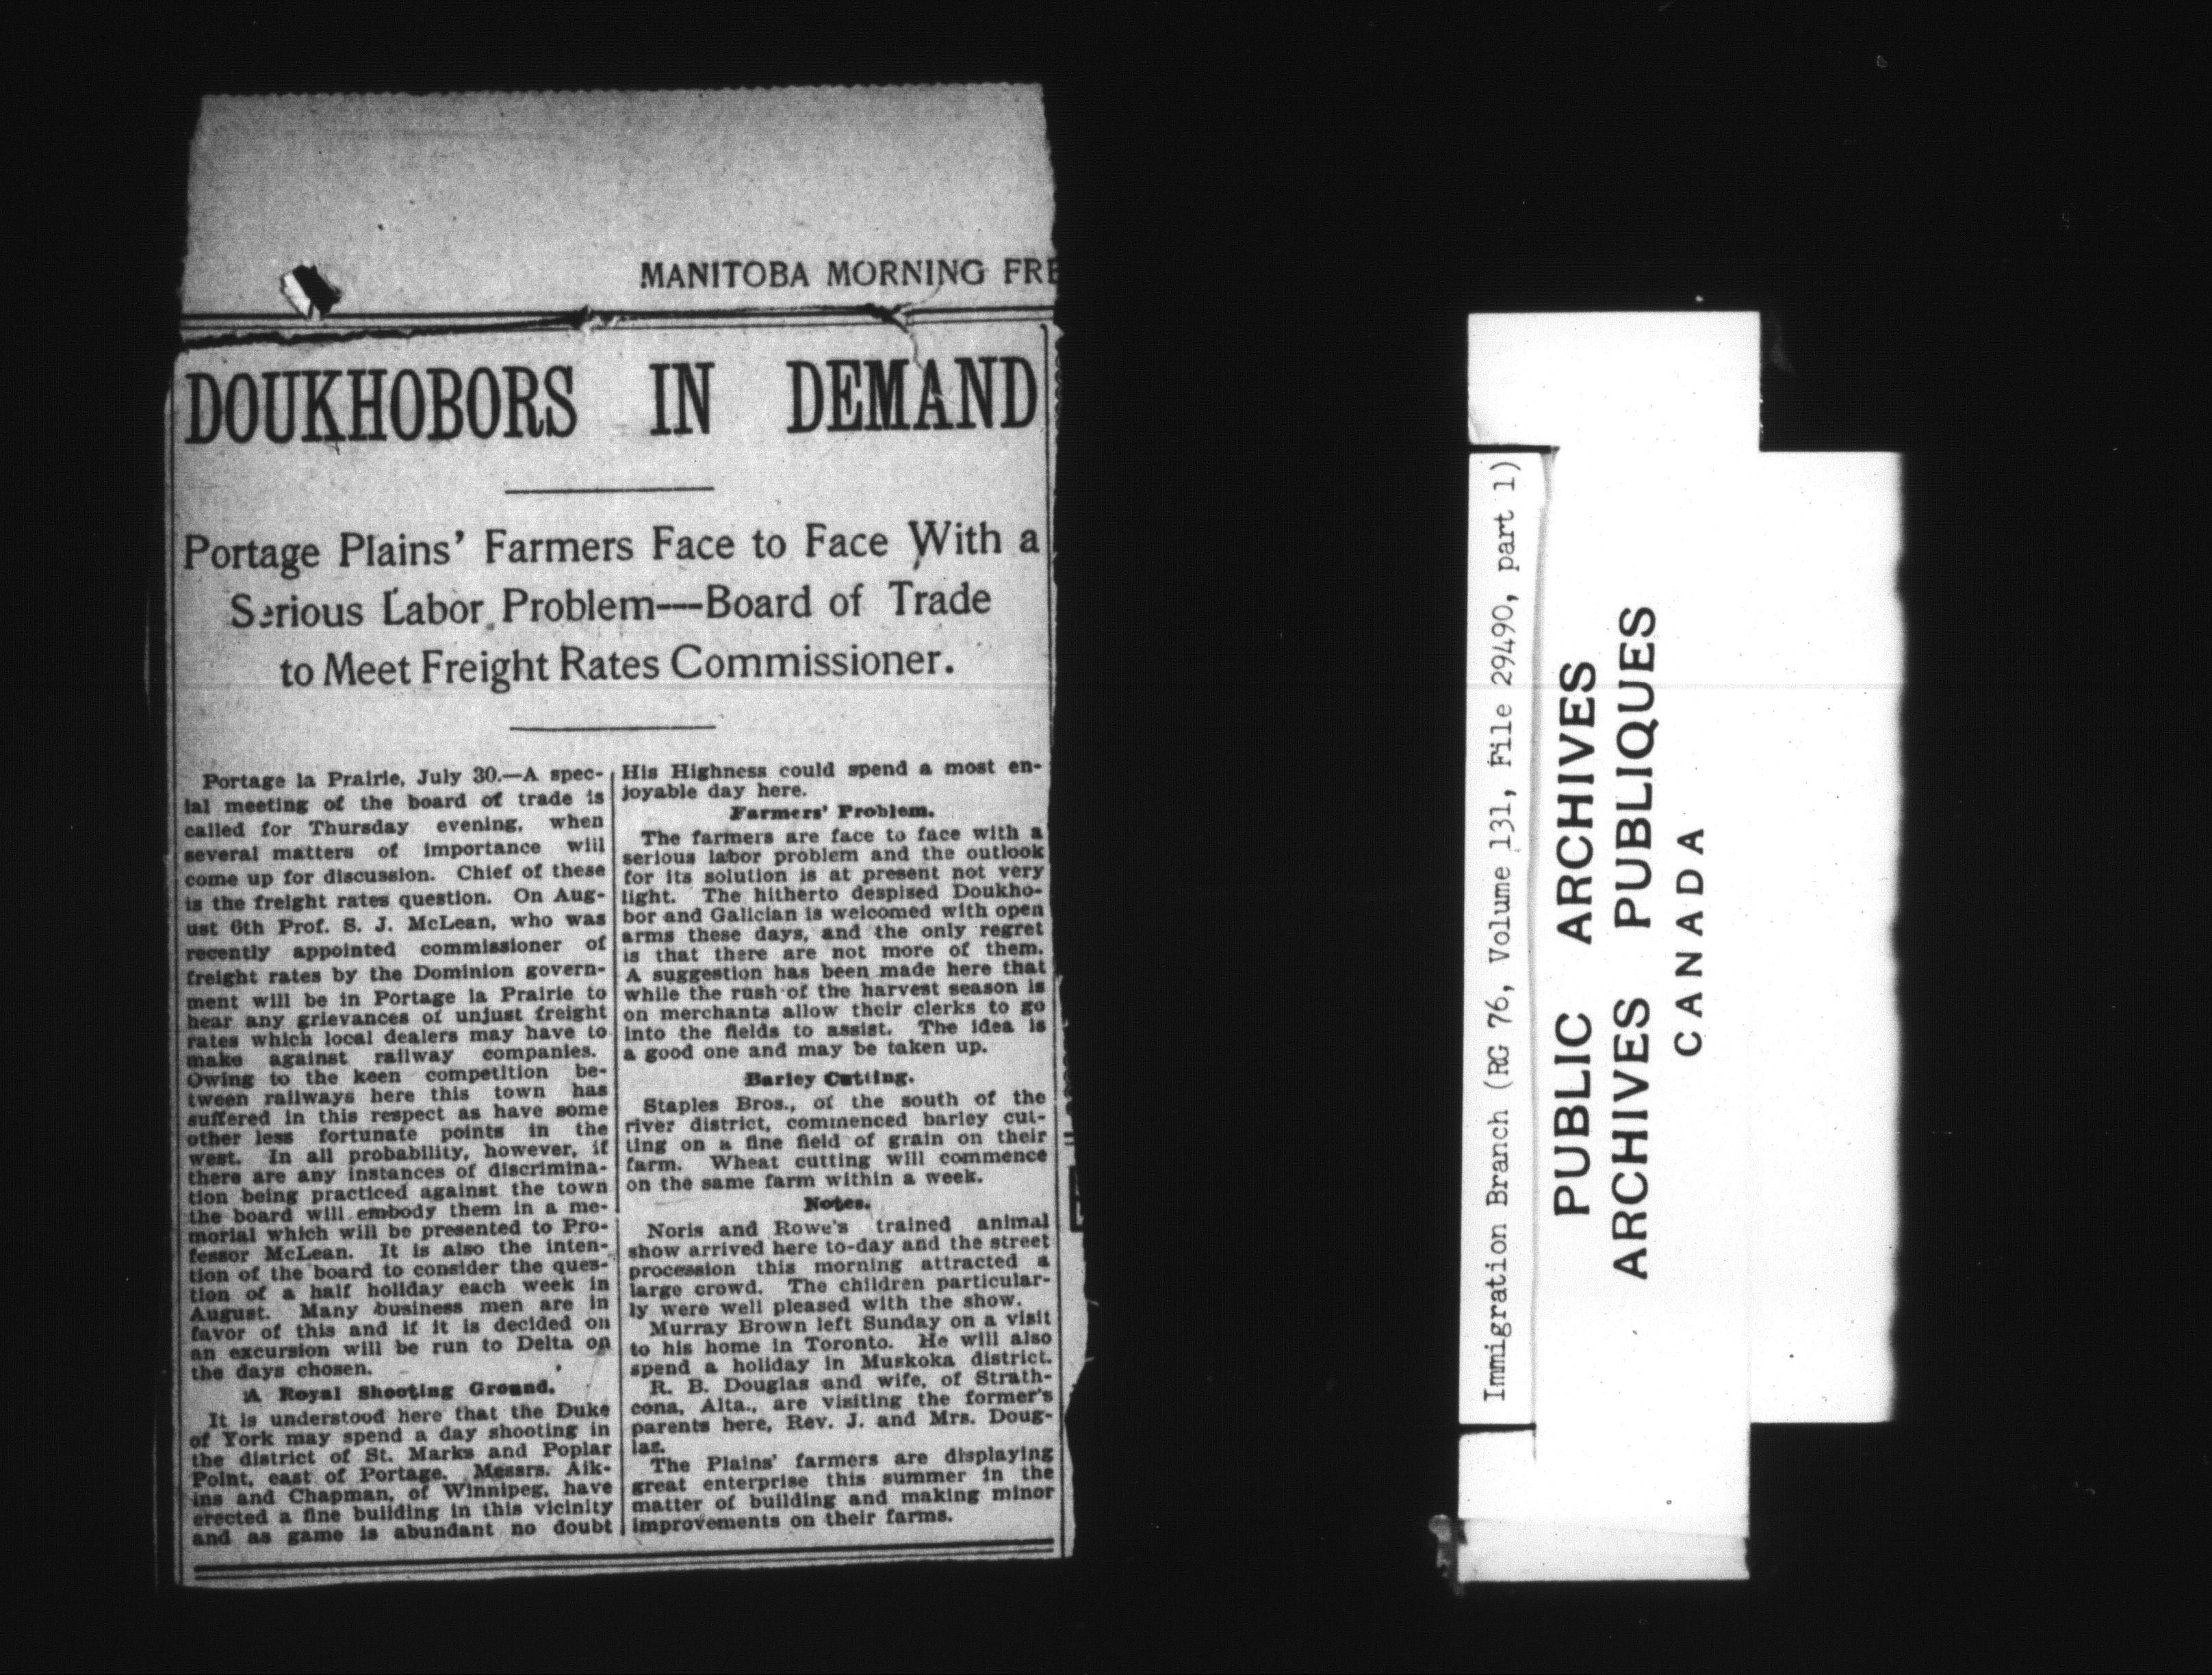 MANITOBA MORNING FRE
DOUKHOBORS IN DEMAND
Portage Plains' Farmers Face to Face With a
Serious Labor Problem—Board of Trade
to Meet Freight Rates Commissioner.
Portage la Prairie, July 30.—A spec-
ial meeting of the board of trade is
called for Thursday evening, when
several matters of importance will
come up for discussion. Chief of these
is the freight rates question. On Aug-
ust 6th Prof. S. J. McLean, who was
recently appointed commissioner of
freight rates by the Dominion govern-
ment will be in Portage la Prairie to
hear any grievances of unjust freight
rates which local dealers may have to
make against railway companies.
Owing to the keen competition be-
tween railways here this town has
suffered in this respect as have some
other less fortunate points in the
west. In all probability, however, if
there are any instances of discrimina-
tion being practiced against the town
the board will embody them in a me-
morial which will be presented to Pro-
fessor McLean. It is also the inten-
tion of the board to consider the ques-
tion of a half holiday each week in
August. Many business men are in
favor of this and if it is decided on
an excursion will be run to Delta on
the days chosen.
A Royal Shooting Ground.
It is understood here that the Duke
of York may spend a day shooting in
the district of St. Marks and Poplar
Point, east of Portage. Messrs. Aik-
ins and Chapman, of Winnipeg, have
erected a fine building in this vicinity
and as game is abundant no doubt
His Highness could spend a most en-
joyable day here.
Farmers' Problem.
The farmers are face to face with a
serious labor problem and the outlook
for its solution is at present not very
light. The hitherto despised Doukho-
bor and Galician is welcomed with open
arms these days, and the only regret
is that there are not more of them.
A suggestion has been made here that
while the rush of the harvest season is
on merchants allow their clerks to go
into the fields to assist. The idea is
a good one and may be taken up.
Barley Cutting.
Staples Bros., of the south of the
river district, commenced barley cut-
ting on a fine field of grain on their
farm. Wheat cutting will commence
on the same farm within a week.
Notes.
Noris and Rowe's trained animal
show arrived here to-day and the street
procession this morning attracted a
large crowd. The children particular-
ly were well pleased with the show.
Murray Brown left Sunday on a visit
to his home in Toronto. He will also
spend a holiday in Muskoka district.
R. B. Douglas and wife, of Strath-
cona, Alta., are visiting the former's
parents here, Rev. J. and Mrs. Doug-
las.
The Plains' farmers are displaying
great enterprise this summer in the
matter of building and making minor
improvements on their farms.
Immigration Branch (RG 76, Volume 131, File 29490, part 1)
PUBLIC ARCHIVES
ARCHIVES PUBLIQUES
CANADA